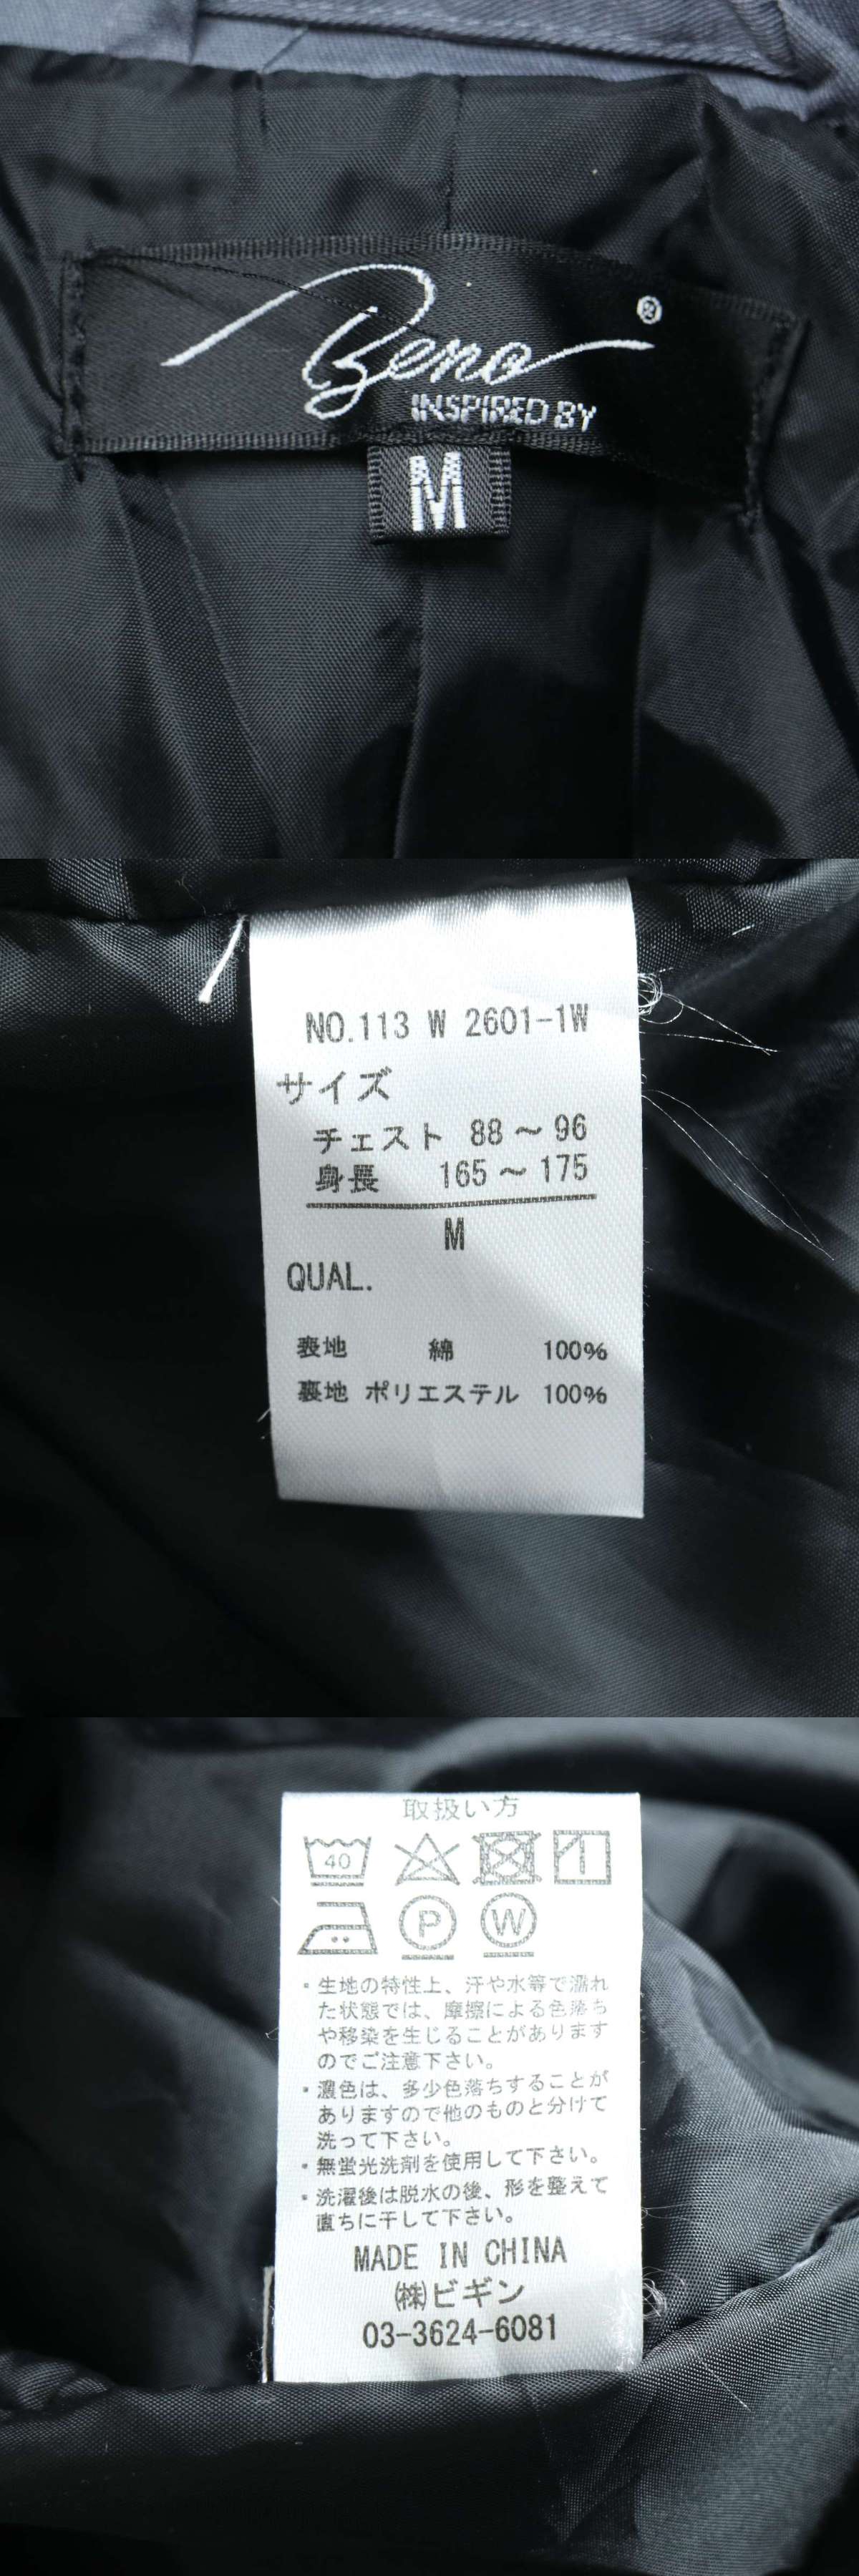 Beno
®
INSPIRED BY
M
NO.113 W 2601-1W
サイズ
チェスト 88～96
身長 165～175
M
QUAL.
表地 綿 100%
裏地 ポリエステル 100%
取扱い方
40
P W
・生地の特性上、汗や水等で濡れ
た状態では、摩擦による色落ち
や移染を生じることがあります
のでご注意下さい。
・濃色は、多少色落ちすることが
ありますので他のものと分けて
洗って下さい。
・無蛍光洗剤を使用して下さい。
・洗濯後は脱水の後、形を整えて
直ちに干して下さい。
MADE IN CHINA
㈱ビギン
03-3624-6081